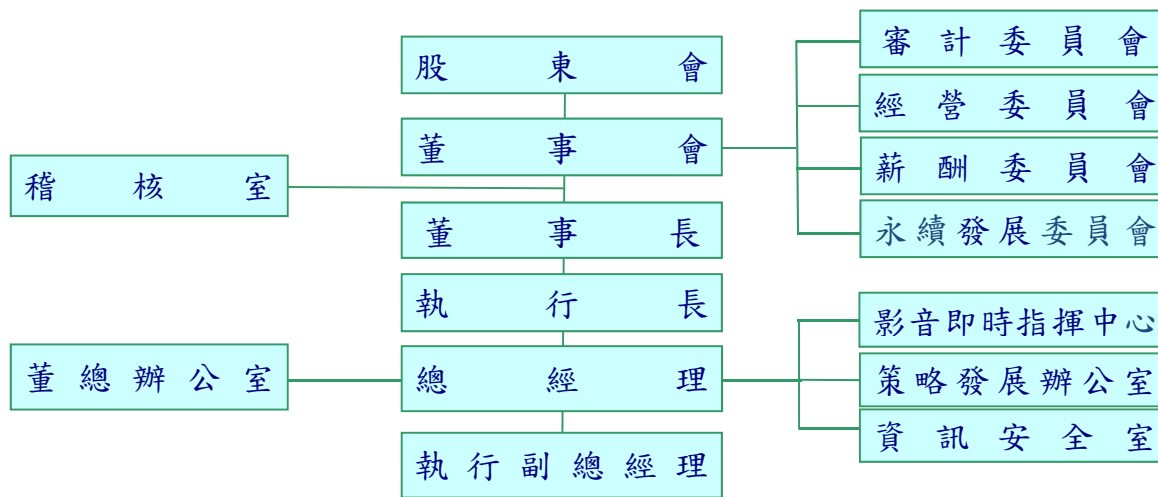 股東會
董事會
稽核室
董事長
執行長
董總辦公室
總經理
執行副總經理
審計委員會
經營委員會
薪酬委員會
永續發展委員會
影音即時指揮中心
策略發展辦公室
資訊安全室